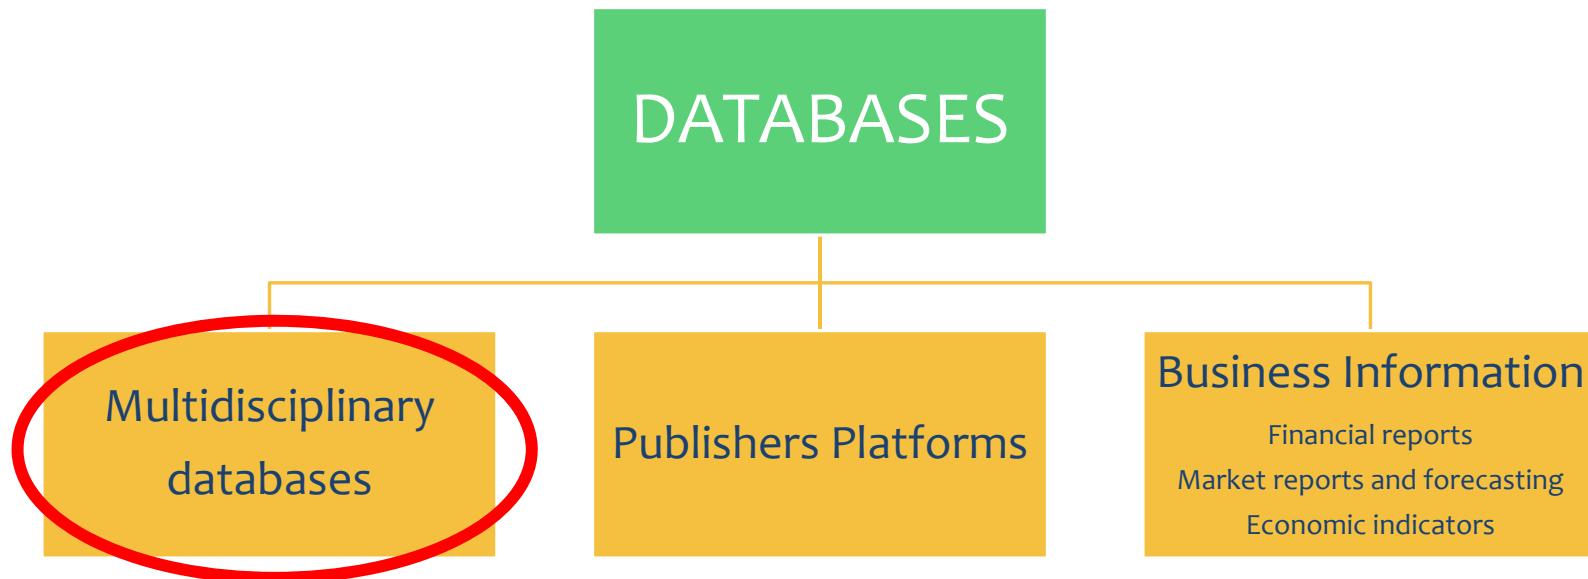 DATABASES
Multidisciplinary
databases
Publishers Platforms
Business Information
Financial reports
Market reports and forecasting
Economic indicators